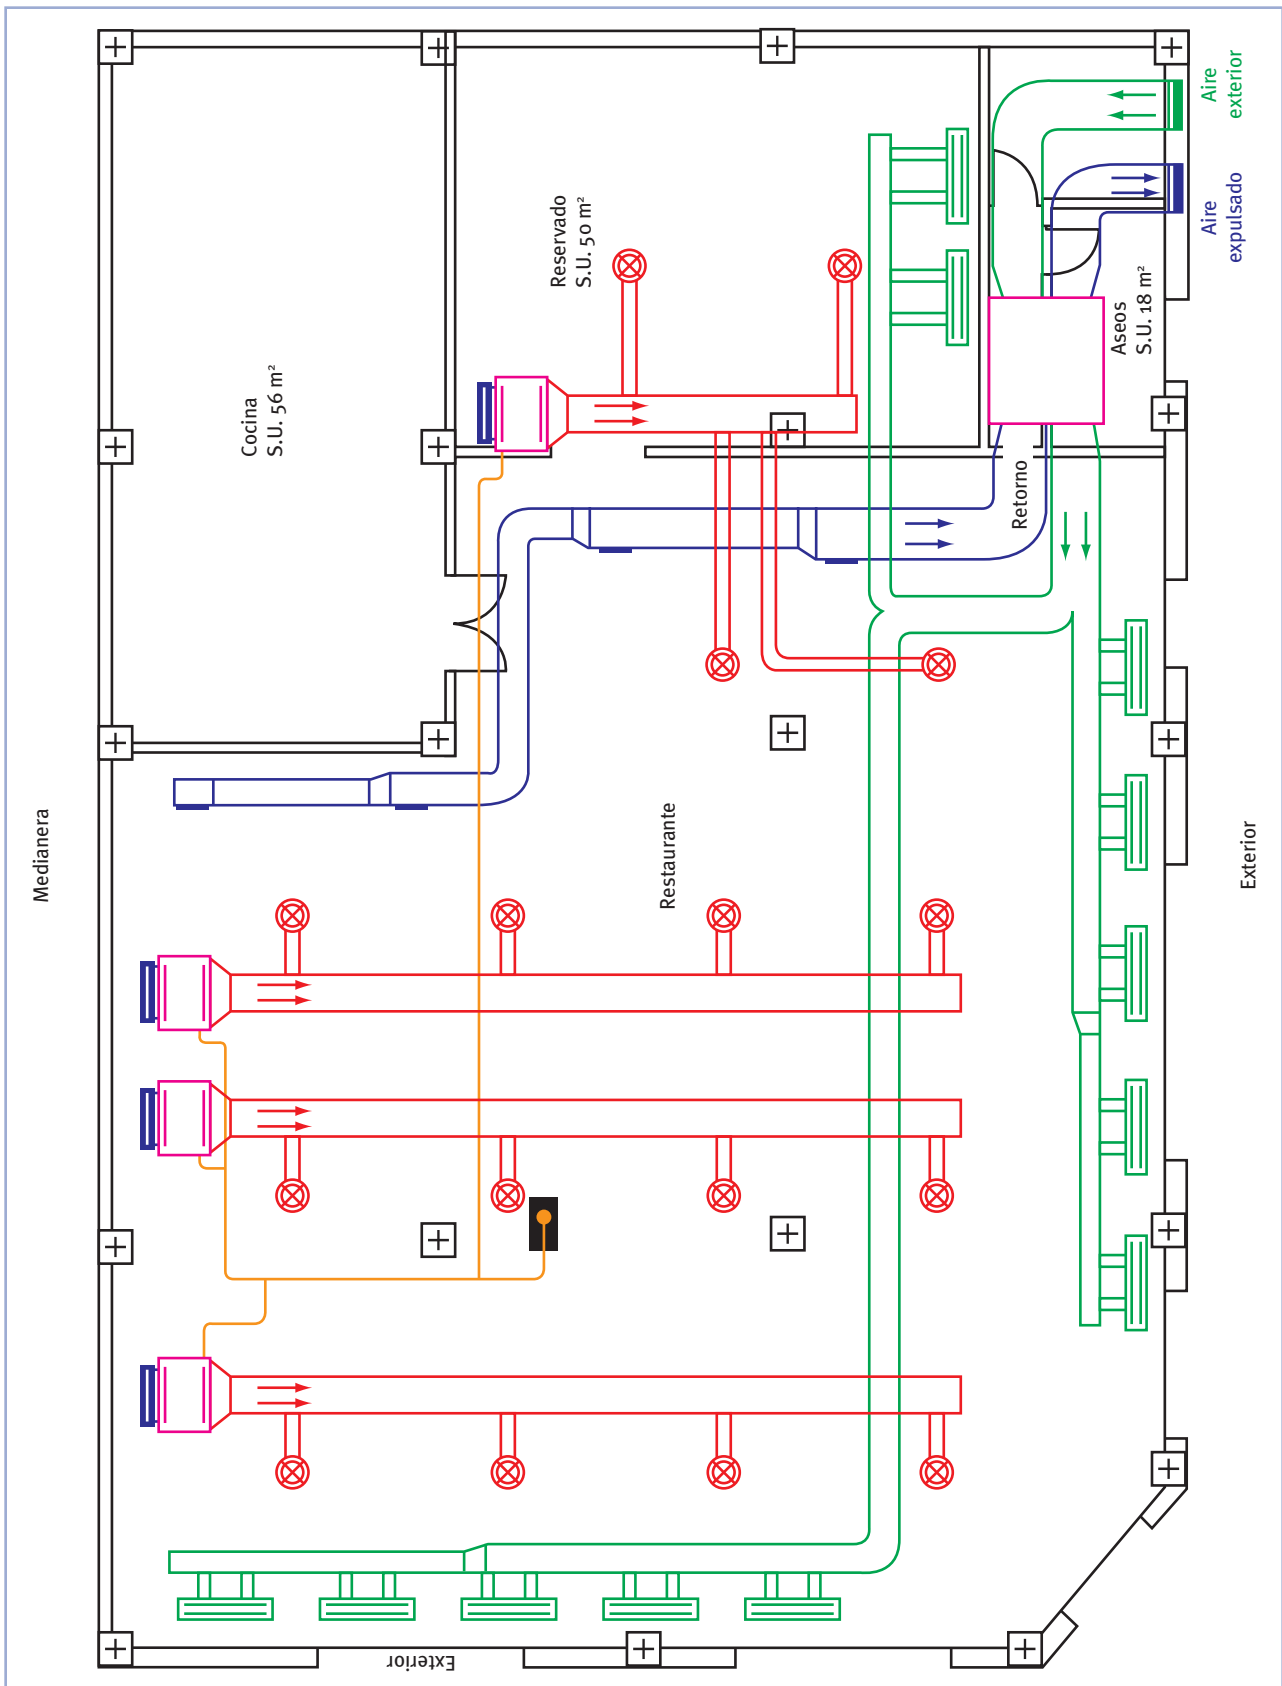 Aire
exterior
Aire
expulsado
Reservado
S.U. 50 m²
Cocina
S.U. 56 m²
Aseos
S.U. 18 m²
Retorno
Medianera
Restaurante
Exterior
Exterior